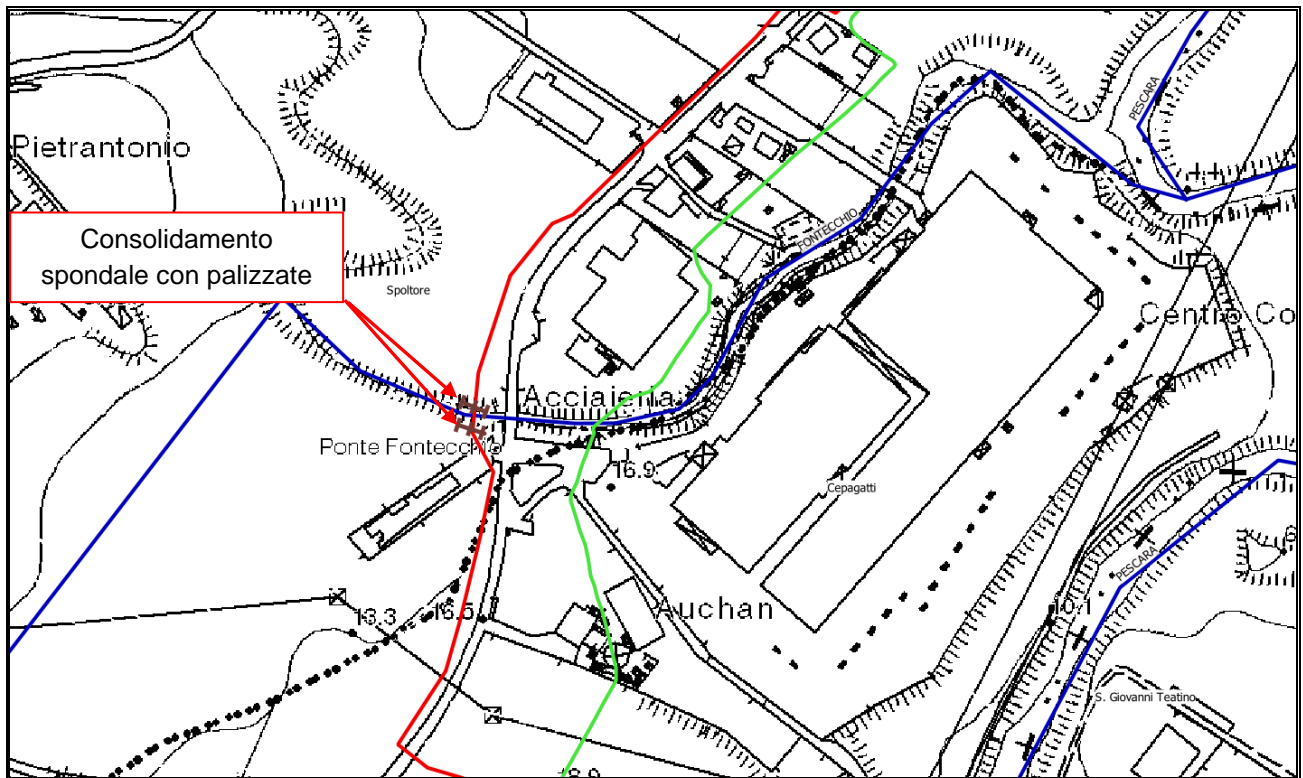 PESCARA
Pietrantonio
Consolidamento
spondale con palizzate
FONTECCHIO
Spoltore
Centro Co
Acciaieria
Ponte Fontecchio
16.9
Cepagatti
PESCARA
13.3
16.5
Auchan
10.1
S. Giovanni Teatino